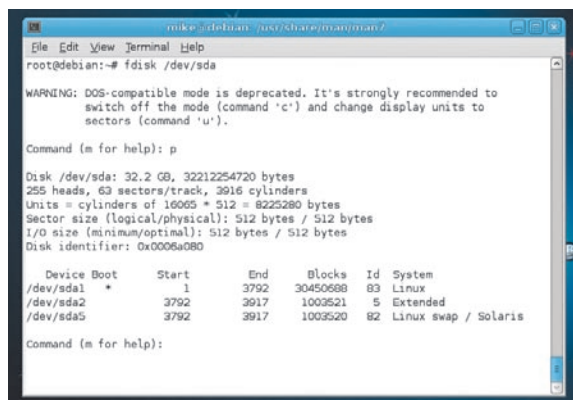 mike@debian: /usr/share/man/man7
File Edit View Terminal Help
root@debian:~# fdisk /dev/sda
WARNING: DOS-compatible mode is deprecated. It's strongly recommended to
switch off the mode (command 'c') and change display units to
sectors (command 'u').
Command (m for help): p
Disk /dev/sda: 32.2 GB, 32212254720 bytes
255 heads, 63 sectors/track, 3916 cylinders
Units = cylinders of 16065 * 512 = 8225280 bytes
Sector size (logical/physical): 512 bytes / 512 bytes
I/O size (minimum/optimal): 512 bytes / 512 bytes
Disk identifier: 0x0006a080
Device Boot Start End Blocks Id System
/dev/sda1 * 1 3792 30450688 83 Linux
/dev/sda2 3792 3917 1003521 5 Extended
/dev/sda5 3792 3917 1003520 82 Linux swap / Solaris
Command (m for help):